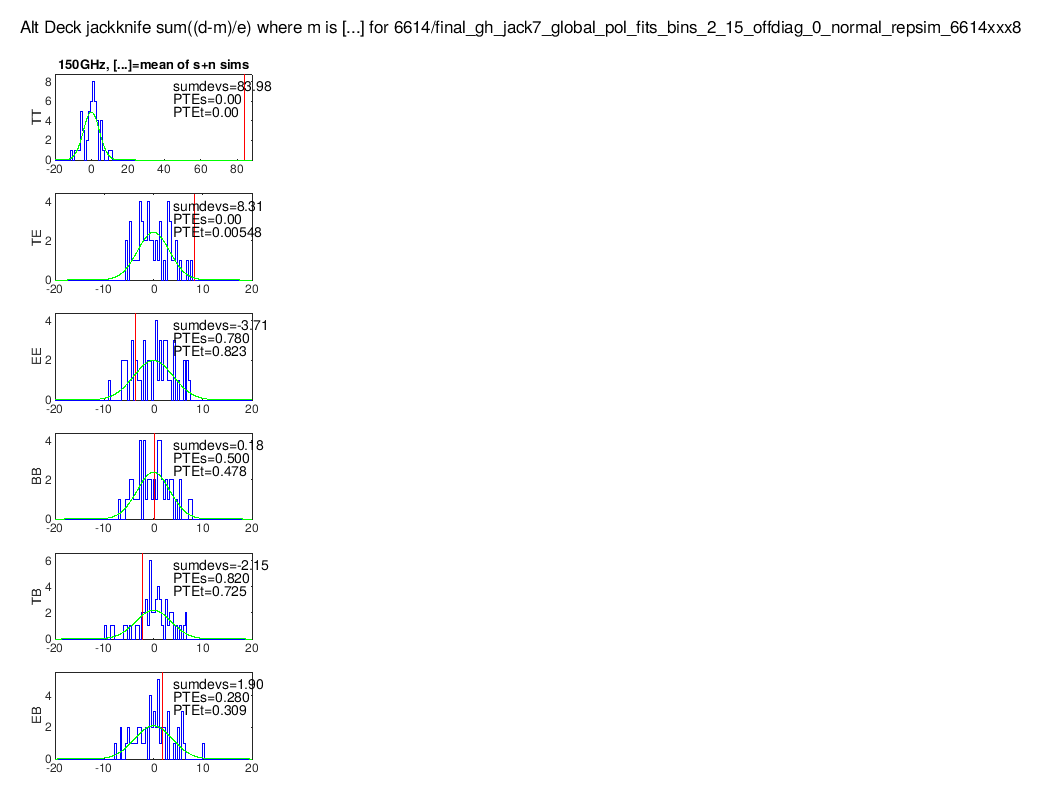 Alt Deck jackknife sum((d-m)/e) where m is [...] for 6614/final_gh_jack7_global_pol_fits_bins_2_15_offdiag_0_normal_repsim_6614xxx8
150GHz, [...]=mean of s+n sims
TT
8
6
4
2
0
sumdevs=83.98
PTEs=0.00
PTEt=0.00
-20 0 20 40 60 80
TE
4
2
0
sumdevs=8.31
PTEs=0.00
PTEt=0.00548
-20 -10 0 10 20
EE
4
2
0
sumdevs=-3.71
PTEs=0.780
PTEt=0.823
-20 -10 0 10 20
BB
4
2
0
sumdevs=0.18
PTEs=0.500
PTEt=0.478
-20 -10 0 10 20
TB
6
4
2
0
sumdevs=-2.15
PTEs=0.820
PTEt=0.725
-20 -10 0 10 20
EB
4
2
0
sumdevs=1.90
PTEs=0.280
PTEt=0.309
-20 -10 0 10 20